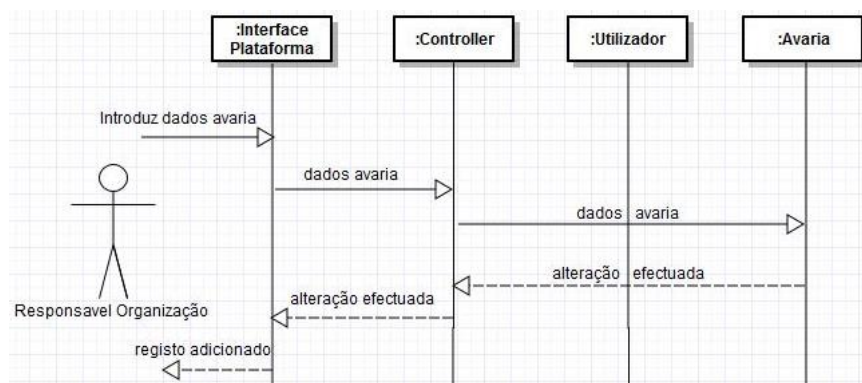 :Interface
Plataforma
:Controller
:Utilizador
:Avaria
Introduz dados avaria
dados avaria
dados avaria
alteração efectuada
alteração efectuada
Responsavel Organização
registo adicionado